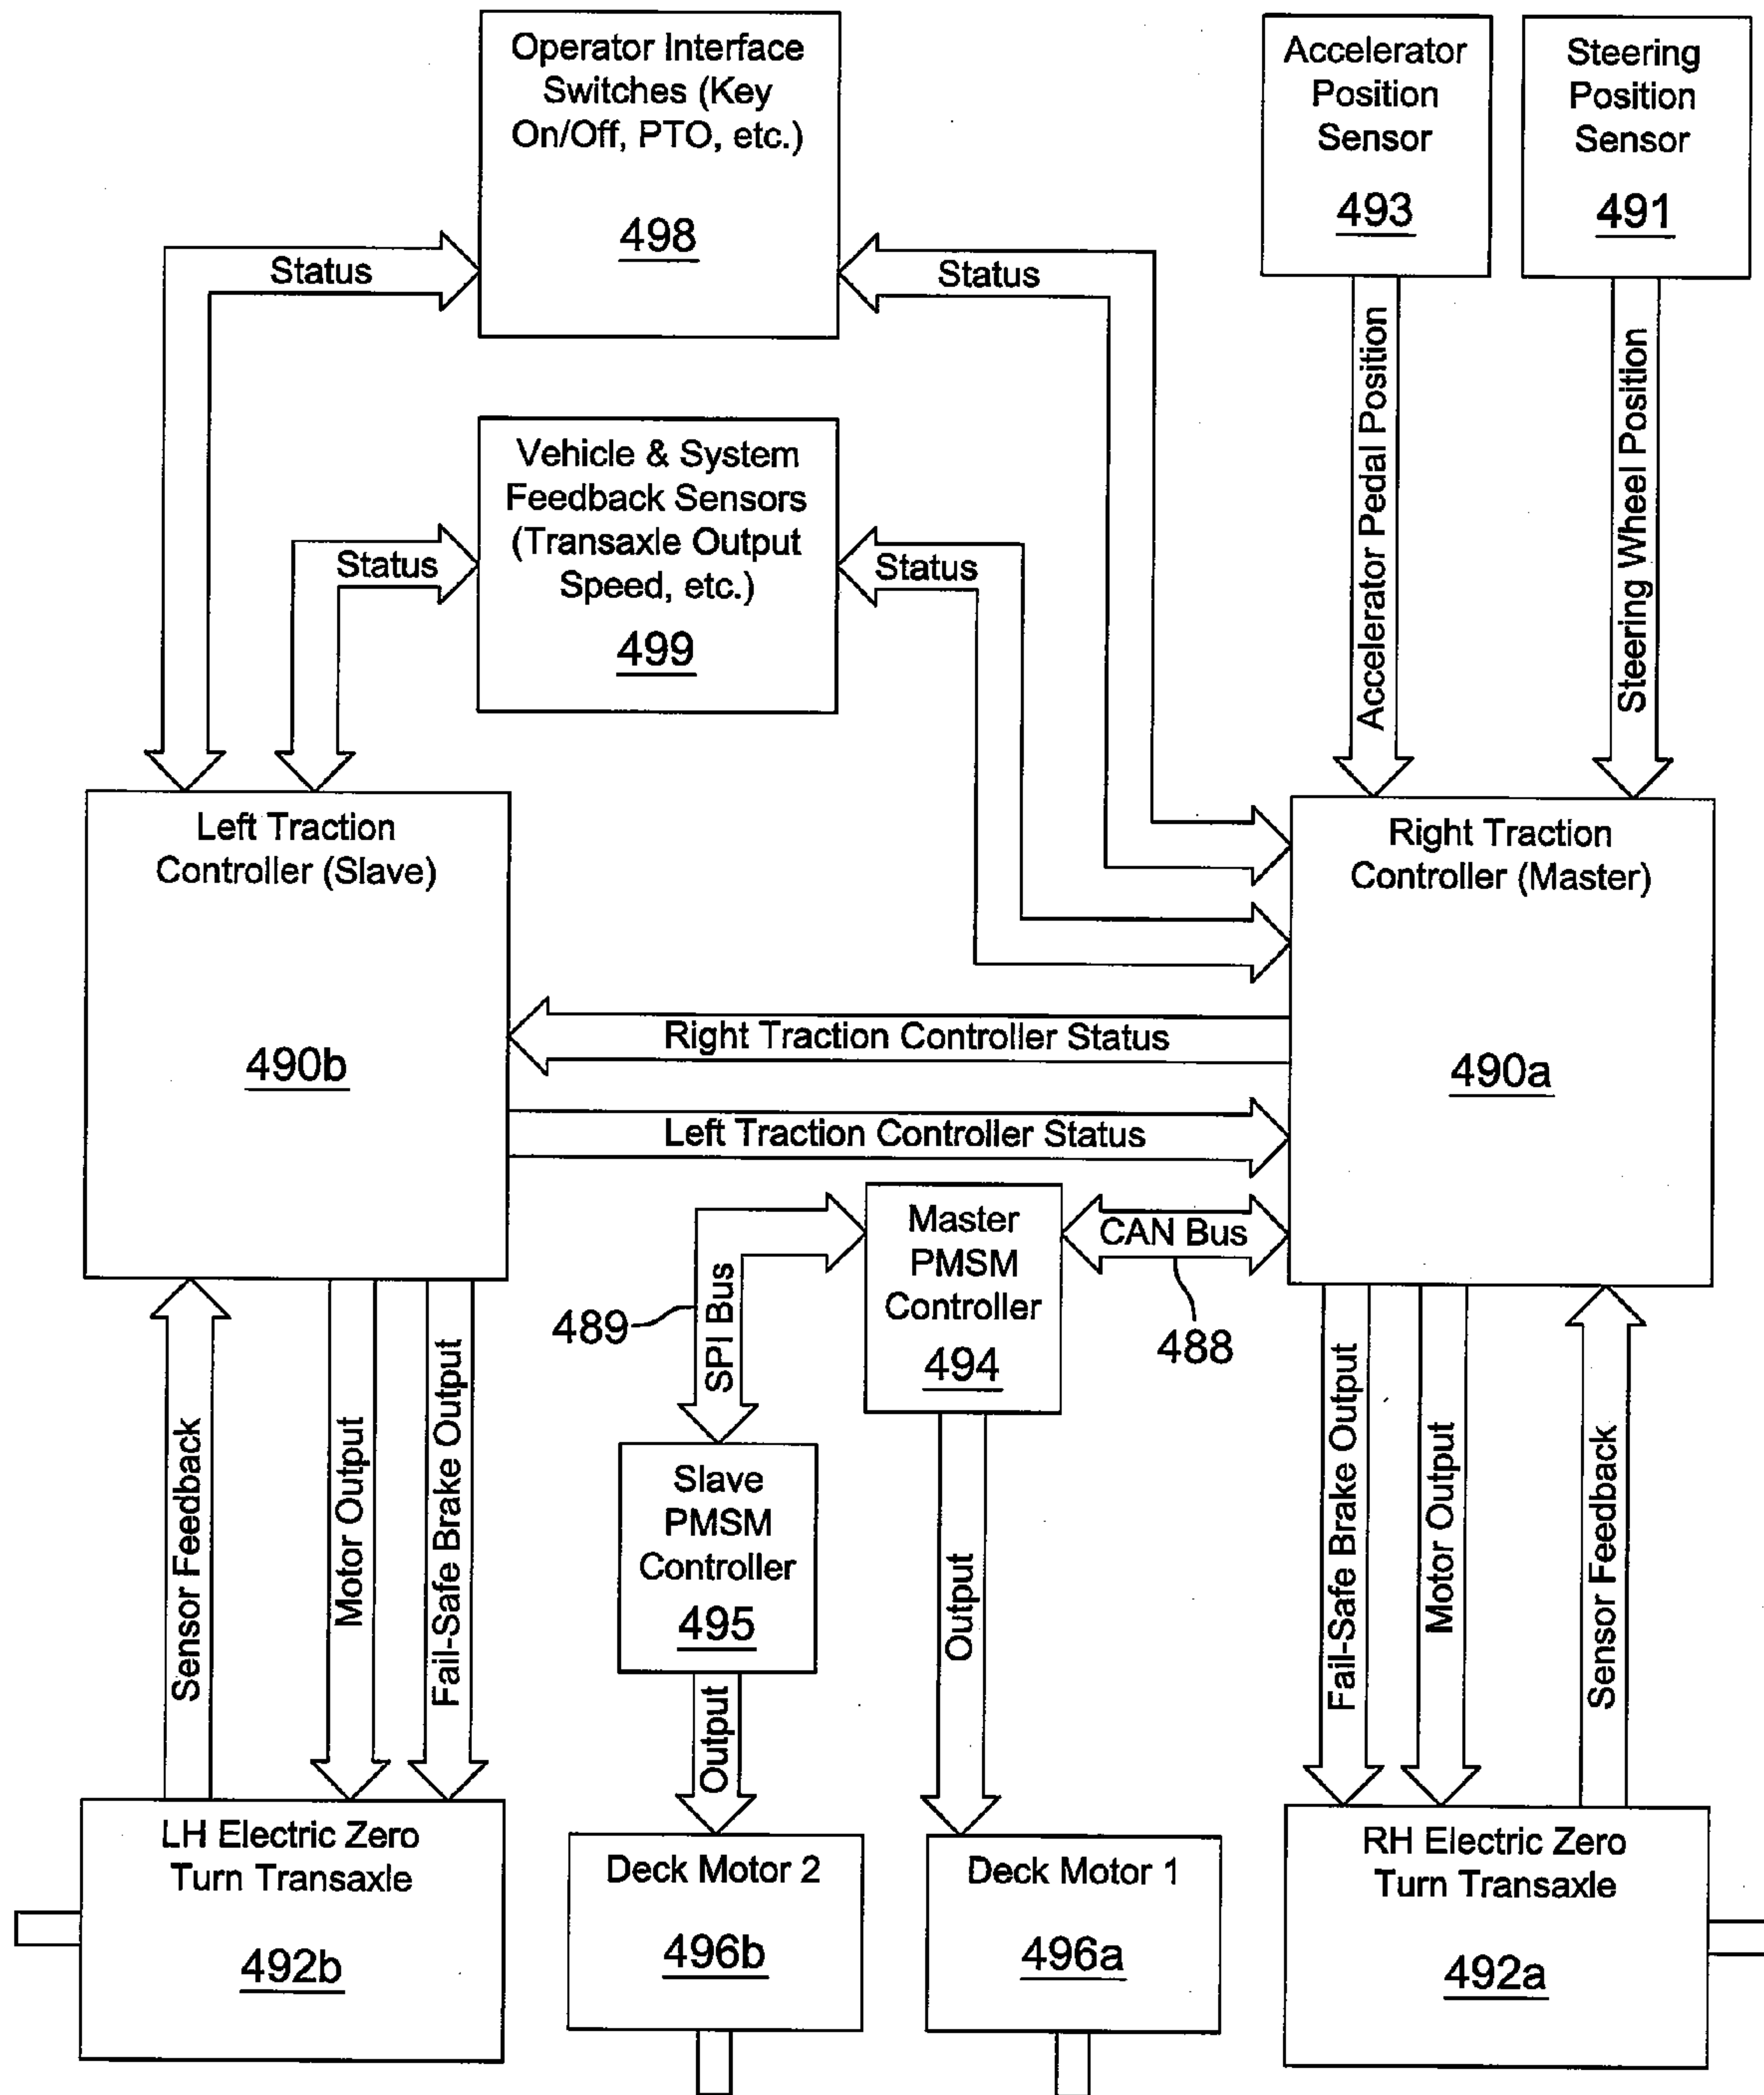 Operator Interface
Switches (Key
On/Off, PTO, etc.)
498
Accelerator
Position
Sensor
493
Steering
Position
Sensor
491
Status
Status
Accelerator Pedal Position
Steering Wheel Position
Vehicle & System
Feedback Sensors
(Transaxle Output
Speed, etc.)
499
Status
Status
Left Traction
Controller (Slave)
490b
Right Traction
Controller (Master)
490a
Right Traction Controller Status
Left Traction Controller Status
Master
PMSM
Controller
494
CAN Bus
488
SPI Bus
489
Slave
PMSM
Controller
495
Sensor Feedback
Motor Output
Fail-Safe Brake Output
Output
Output
Fail-Safe Brake Output
Motor Output
Sensor Feedback
LH Electric Zero
Turn Transaxle
492b
Deck Motor 2
496b
Deck Motor 1
496a
RH Electric Zero
Turn Transaxle
492a